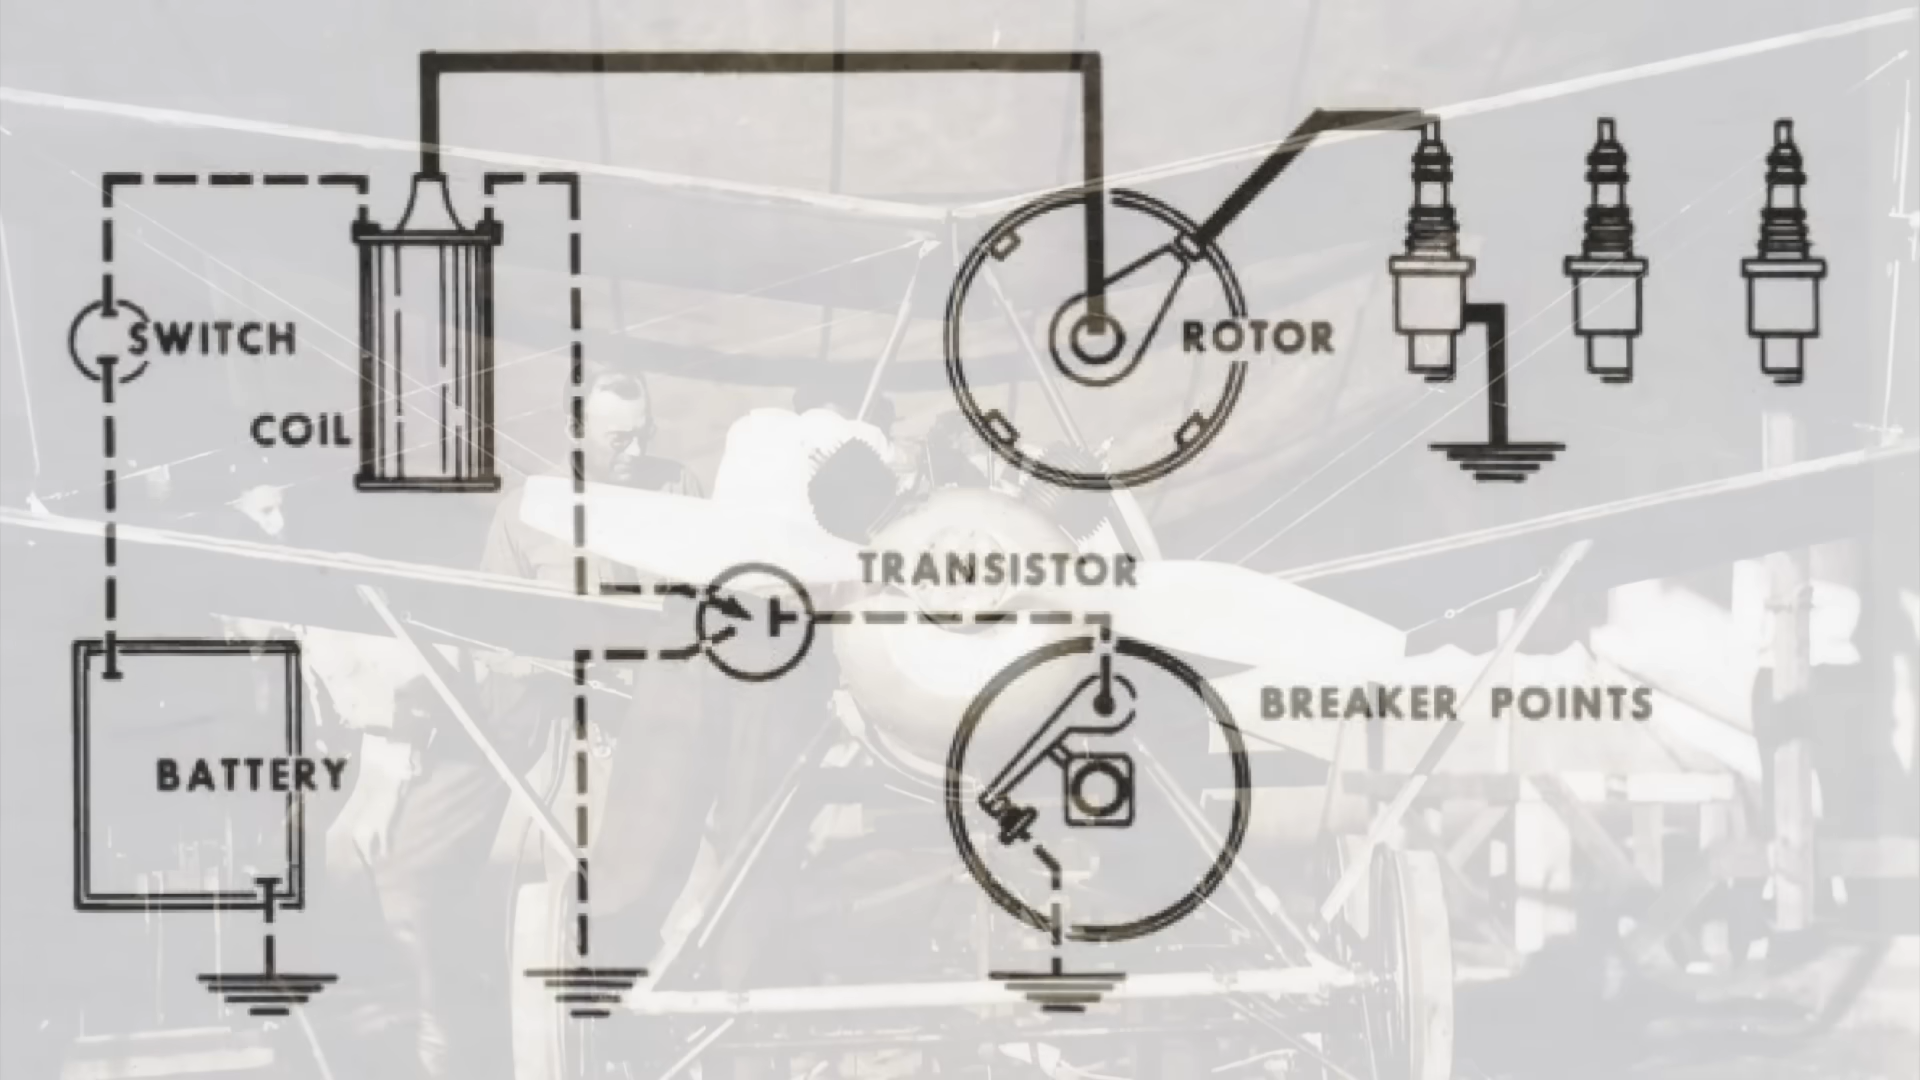 SWITCH
ROTOR
COIL
TRANSISTOR
BREAKER POINTS
BATTERY